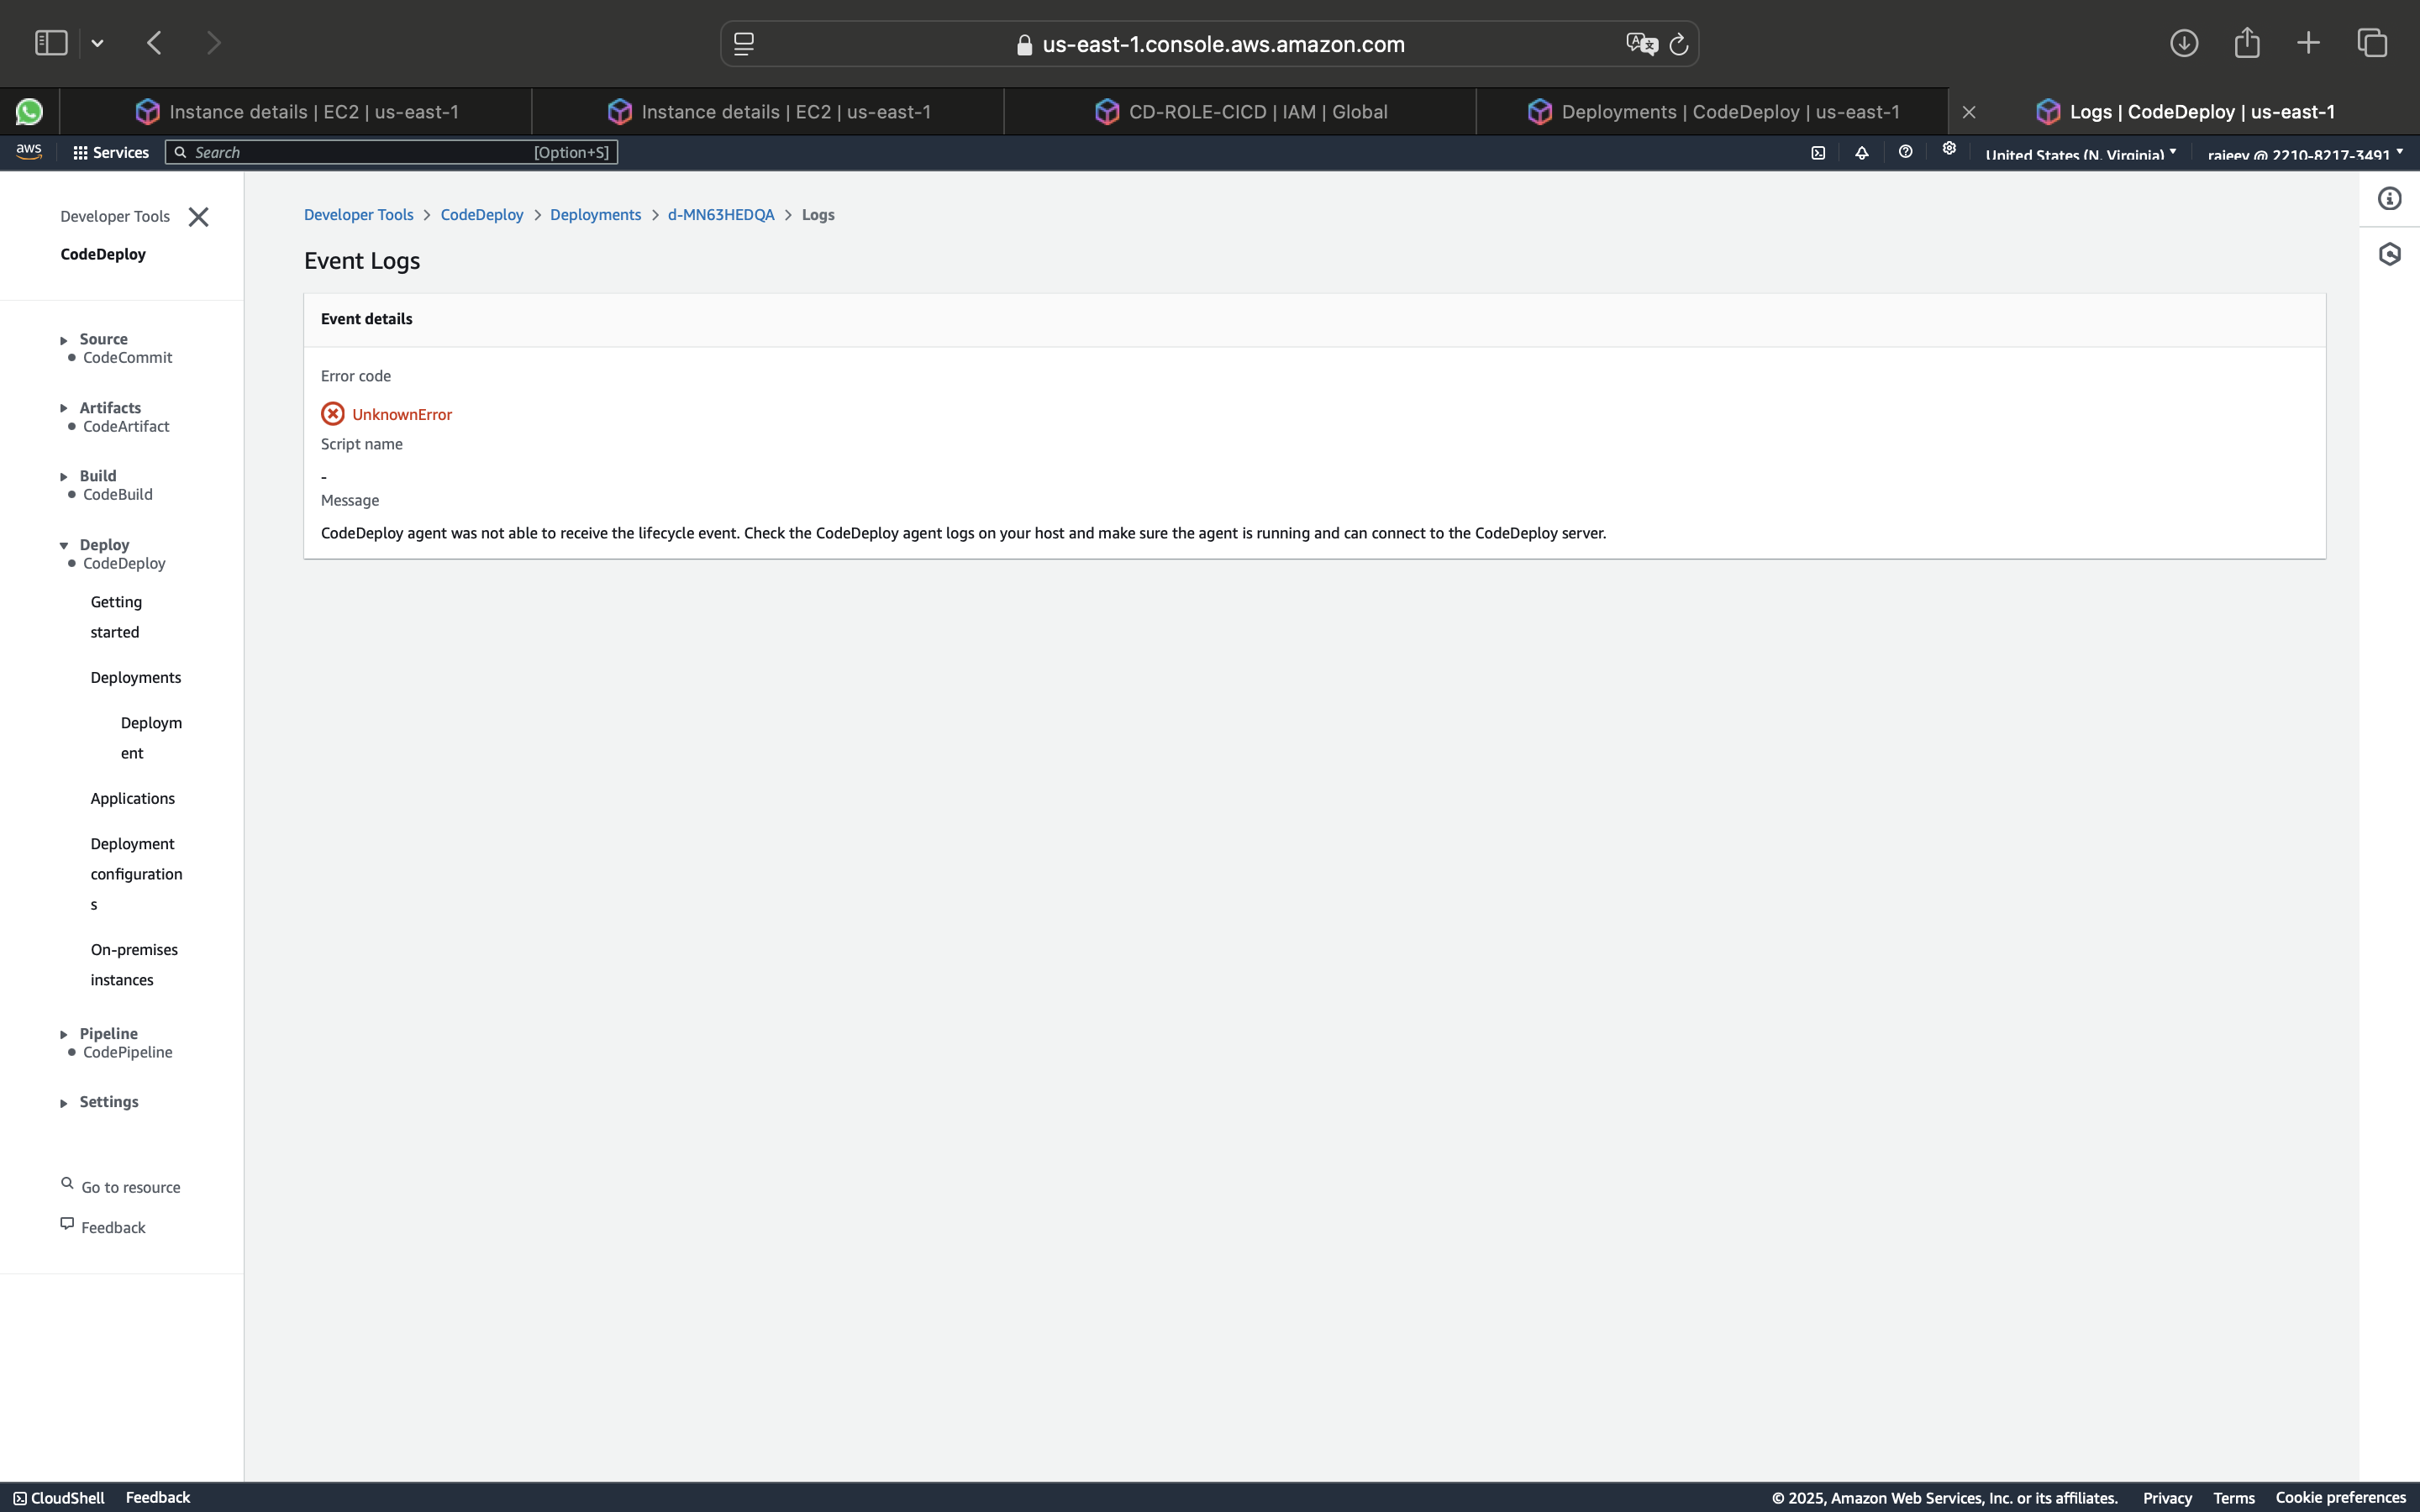 us-east-1.console.aws.amazon.com
Instance details | EC2 | us-east-1
Instance details | EC2 | us-east-1
CD-ROLE-CICD | IAM | Global
Deployments | CodeDeploy | us-east-1
Logs | CodeDeploy | us-east-1
aws
Services
Search
[Option+S]
United States (N. Virginia)
rajeev @ 2210-8217-3491
Developer Tools
CodeDeploy
Source
CodeCommit
Artifacts
CodeArtifact
Build
CodeBuild
Deploy
CodeDeploy
Getting
started
Deployments
Deploym
ent
Applications
Deployment
configuration
s
On-premises
instances
Pipeline
CodePipeline
Settings
Go to resource
Feedback
Developer Tools > CodeDeploy > Deployments > d-MN63HEDQA > Logs
Event Logs
Event details
Error code
UnknownError
Script name
-
Message
CodeDeploy agent was not able to receive the lifecycle event. Check the CodeDeploy agent logs on your host and make sure the agent is running and can connect to the CodeDeploy server.
CloudShell
Feedback
© 2025, Amazon Web Services, Inc. or its affiliates.
Privacy
Terms
Cookie preferences